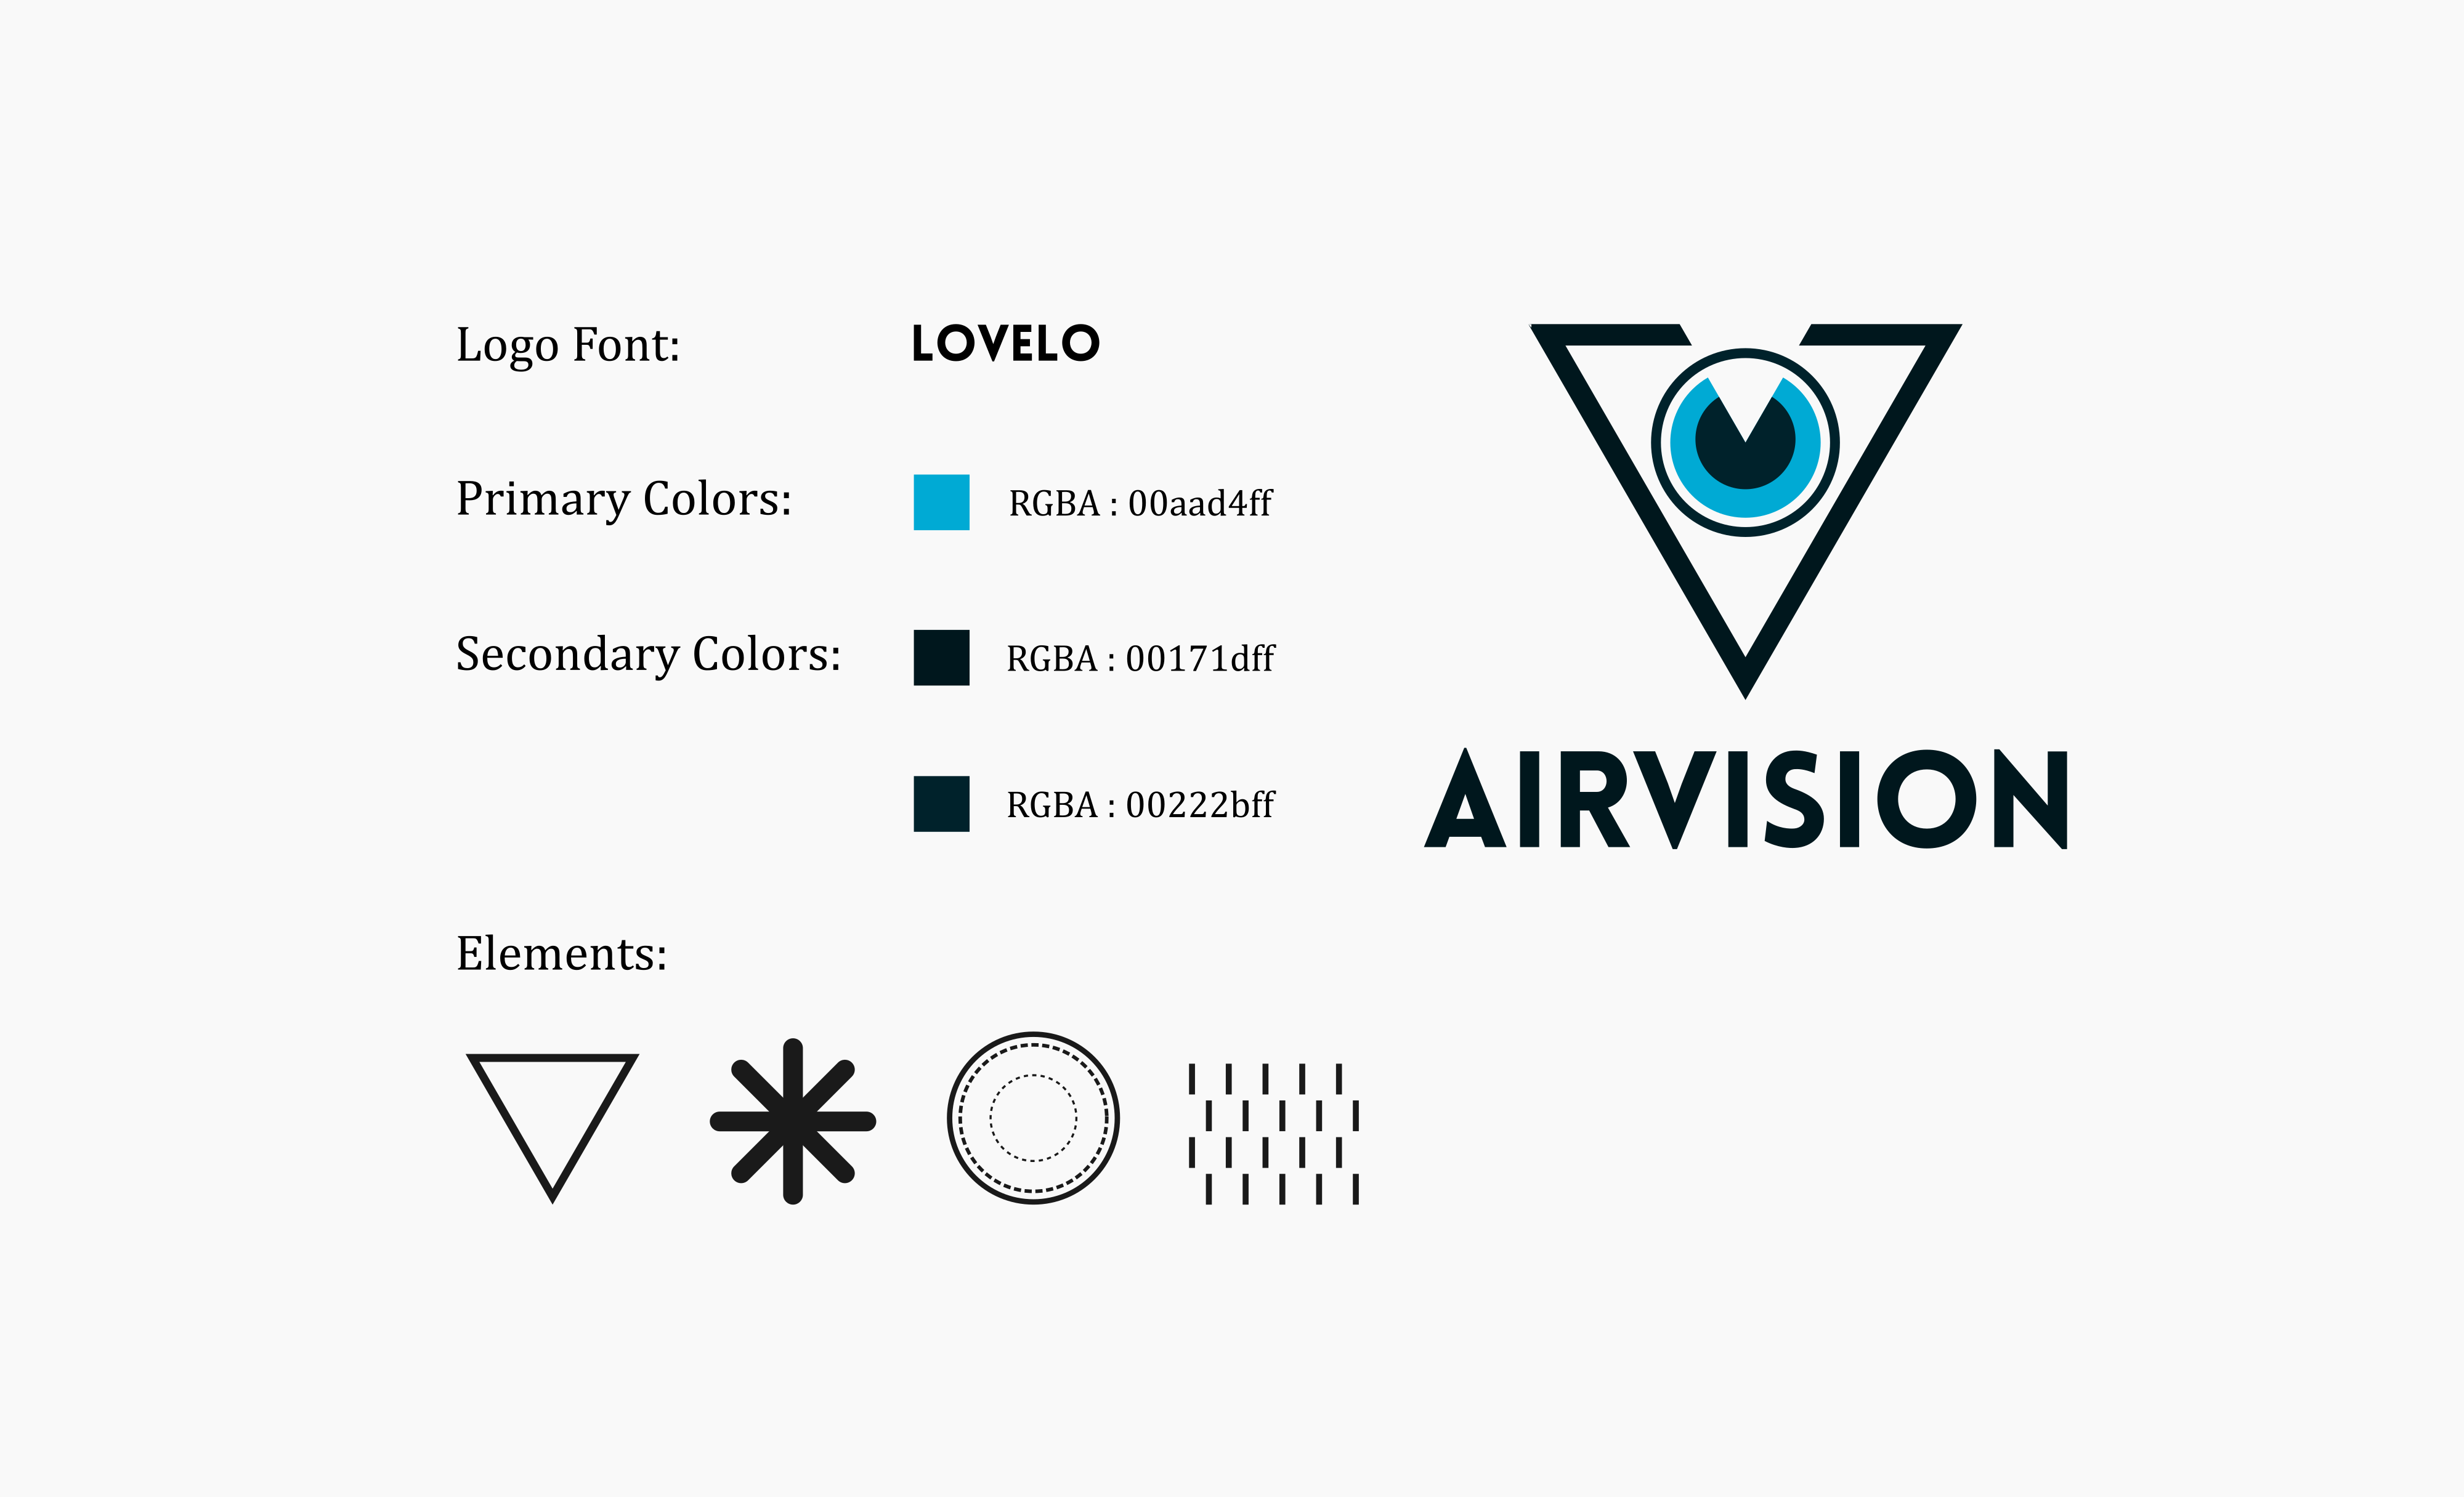 Logo Font: LOVELO
Primary Colors: RGBA : 00aad4ff
Secondary Colors: RGBA : 00171dff
RGBA : 00222bff
AIRVISION
Elements: